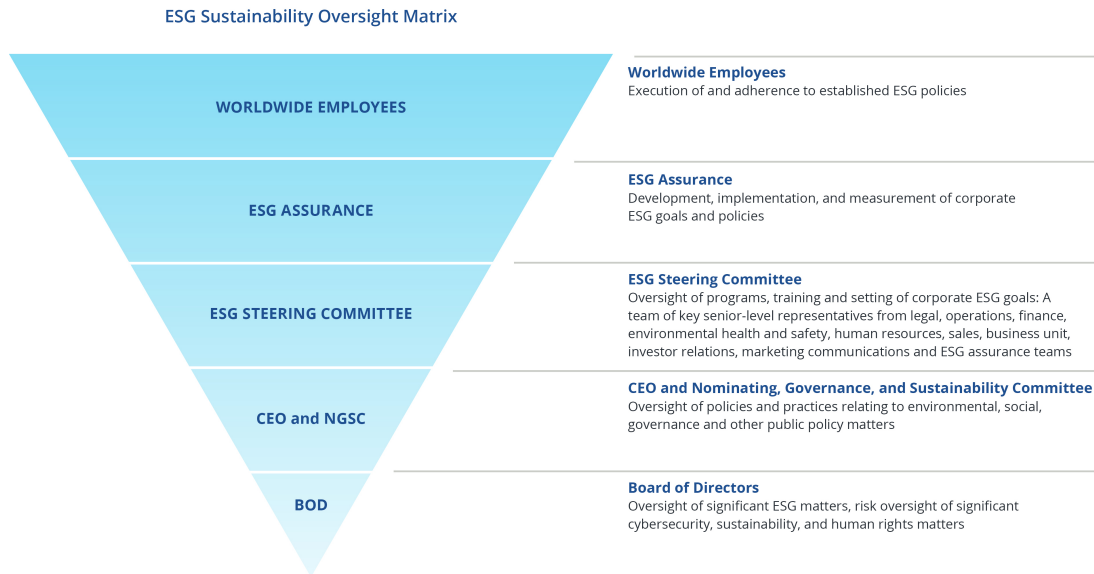 ESG Sustainability Oversight Matrix
WORLDWIDE EMPLOYEES
Worldwide Employees
Execution of and adherence to established ESG policies
ESG ASSURANCE
ESG Assurance
Development, implementation, and measurement of corporate
ESG goals and policies
ESG STEERING COMMITTEE
ESG Steering Committee
Oversight of programs, training and setting of corporate ESG goals: A
team of key senior-level representatives from legal, operations, finance,
environmental health and safety, human resources, sales, business unit,
investor relations, marketing communications and ESG assurance teams
CEO and NGSC
CEO and Nominating, Governance, and Sustainability Committee
Oversight of policies and practices relating to environmental, social,
governance and other public policy matters
BOD
Board of Directors
Oversight of significant ESG matters, risk oversight of significant
cybersecurity, sustainability, and human rights matters